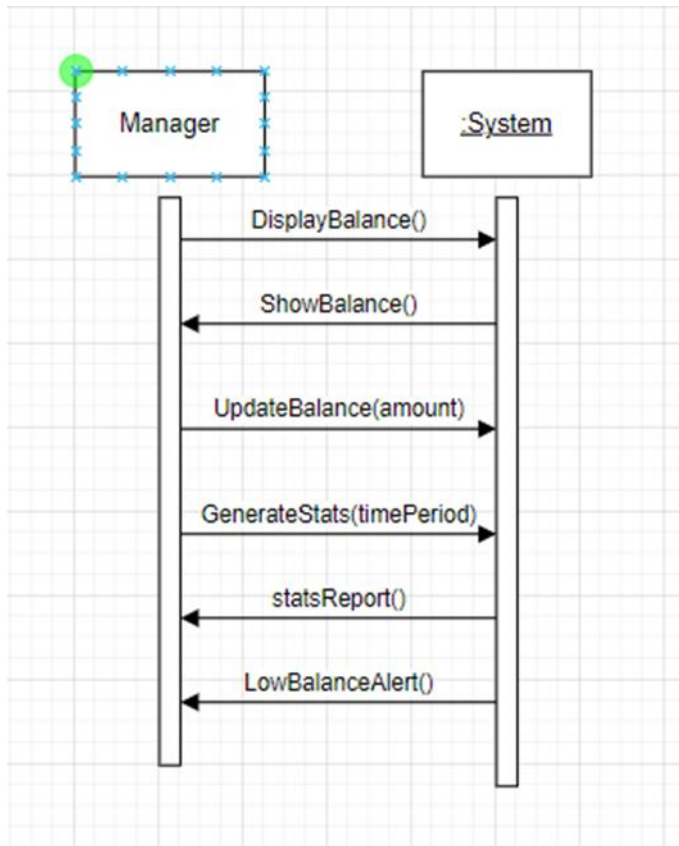 Manager
:System
DisplayBalance()
ShowBalance()
UpdateBalance(amount)
GenerateStats(timePeriod)
statsReport()
LowBalanceAlert()